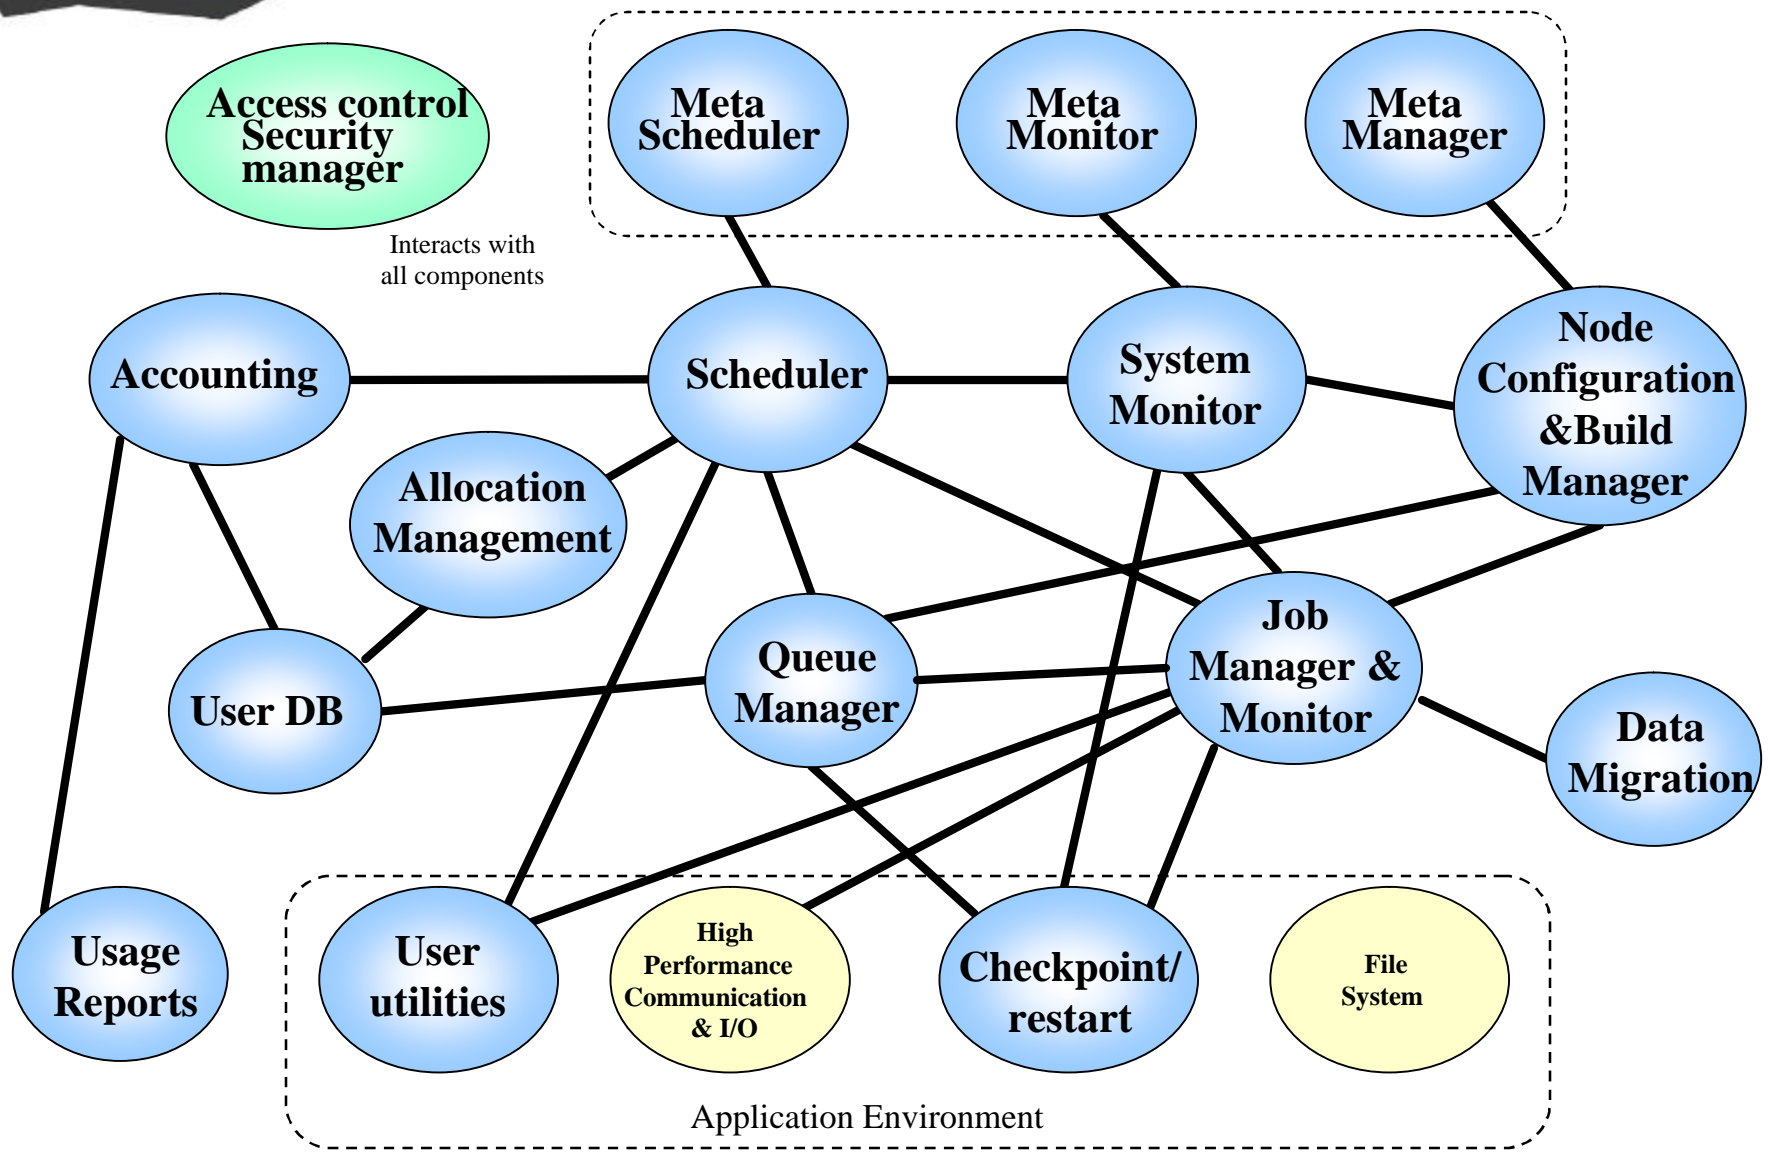 Access control
Security
manager
Interacts with
all components
Meta
Scheduler
Meta
Monitor
Meta
Manager
Accounting
Scheduler
System
Monitor
Node
Configuration
&Build
Manager
Allocation
Management
User DB
Queue
Manager
Job
Manager &
Monitor
Data
Migration
Usage
Reports
User
utilities
High
Performance
Communication
& I/O
Checkpoint/
restart
File
System
Application Environment